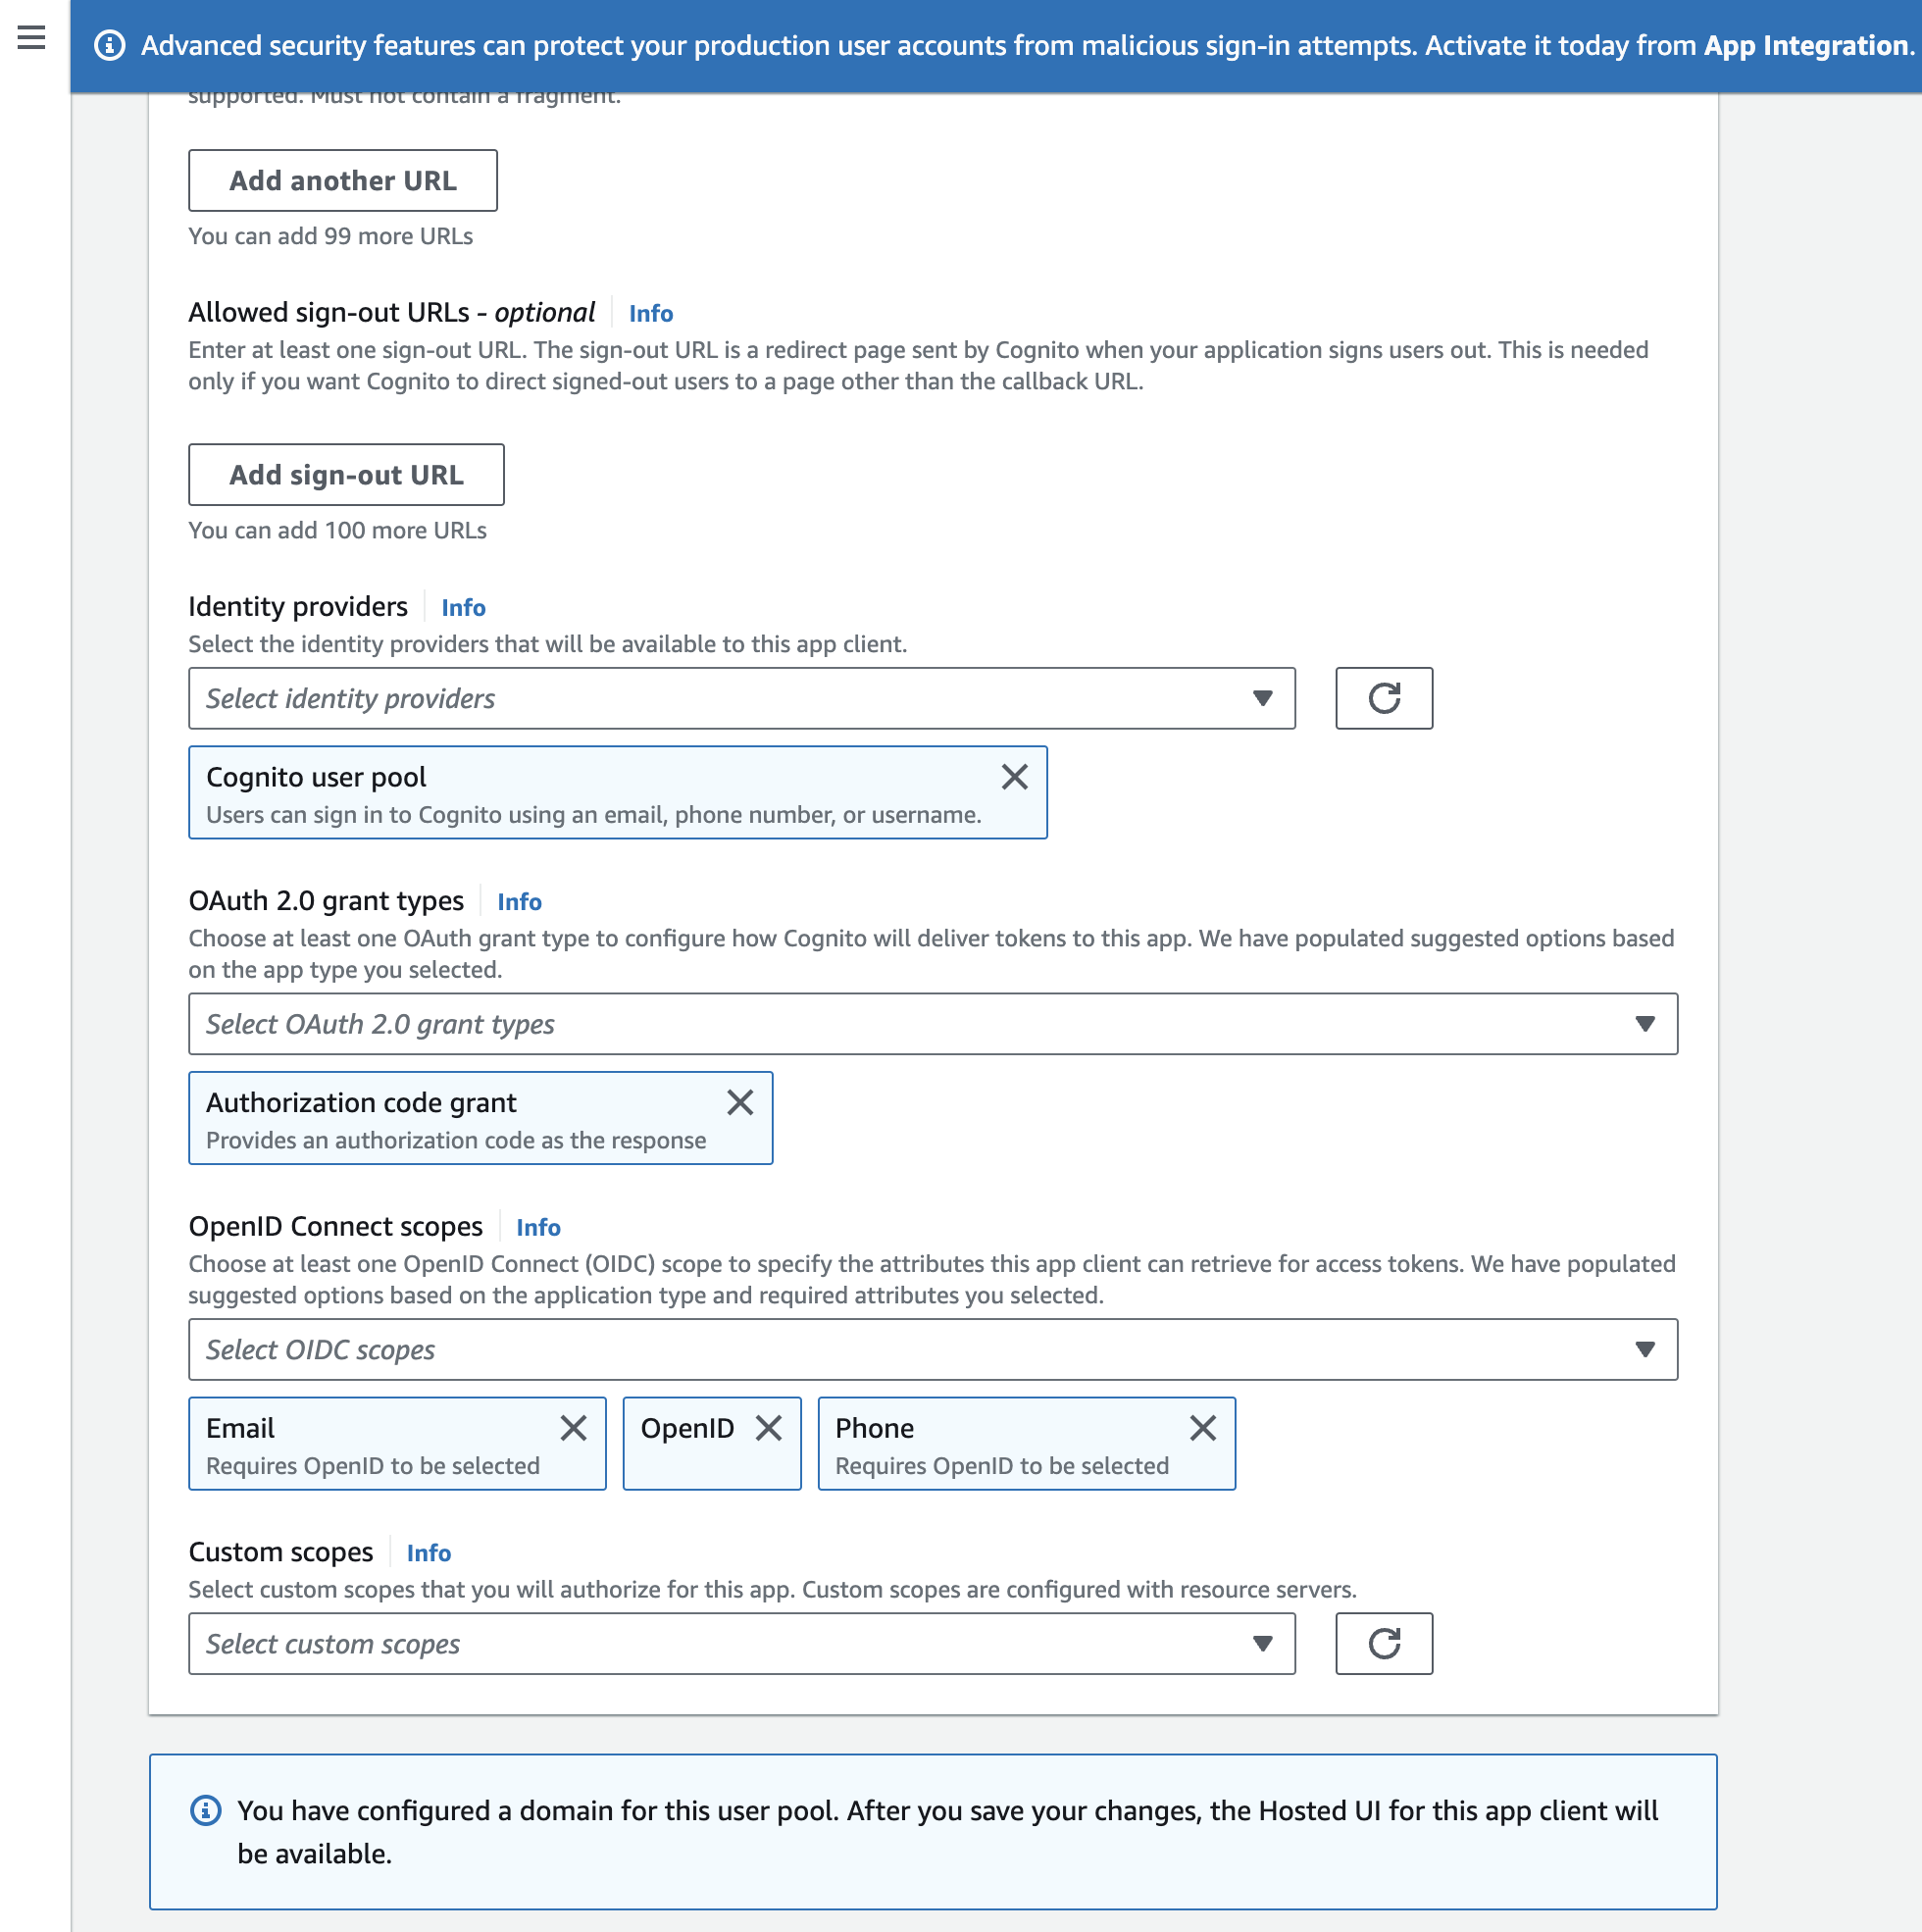 Advanced security features can protect your production user accounts from malicious sign-in attempts. Activate it today from App Integration.
supported. Must not contain a fragment.
Add another URL
You can add 99 more URLs
Allowed sign-out URLs - optional Info
Enter at least one sign-out URL. The sign-out URL is a redirect page sent by Cognito when your application signs users out. This is needed
only if you want Cognito to direct signed-out users to a page other than the callback URL.
Add sign-out URL
You can add 100 more URLs
Identity providers Info
Select the identity providers that will be available to this app client.
Select identity providers
Cognito user pool
Users can sign in to Cognito using an email, phone number, or username.
OAuth 2.0 grant types Info
Choose at least one OAuth grant type to configure how Cognito will deliver tokens to this app. We have populated suggested options based
on the app type you selected.
Select OAuth 2.0 grant types
Authorization code grant
Provides an authorization code as the response
OpenID Connect scopes Info
Choose at least one OpenID Connect (OIDC) scope to specify the attributes this app client can retrieve for access tokens. We have populated
suggested options based on the application type and required attributes you selected.
Select OIDC scopes
Email
Requires OpenID to be selected
OpenID
Phone
Requires OpenID to be selected
Custom scopes Info
Select custom scopes that you will authorize for this app. Custom scopes are configured with resource servers.
Select custom scopes
You have configured a domain for this user pool. After you save your changes, the Hosted UI for this app client will
be available.